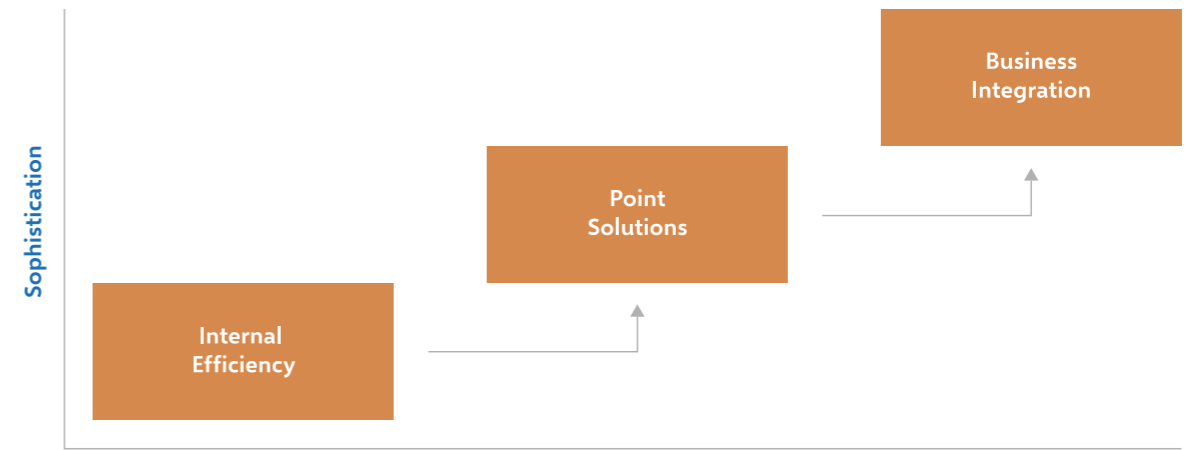 Business
Integration
Point
Solutions
Internal
Efficiency
Sophistication